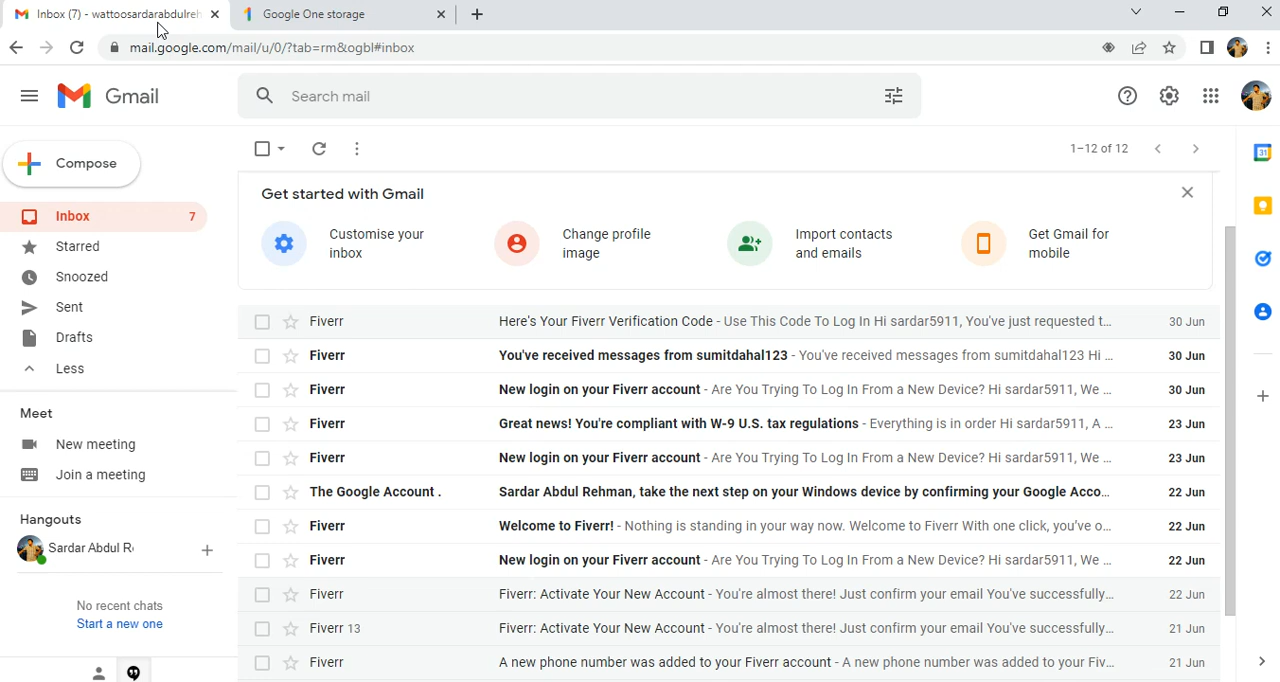 Inbox (7) - wattoosardarabdulreh
Google One storage
mail.google.com/mail/u/0/?tab=rm&ogbl#inbox
Gmail
Search mail
Compose
1–12 of 12
Inbox 7
Starred
Snoozed
Sent
Drafts
Less
Meet
New meeting
Join a meeting
Hangouts
Sardar Abdul Re
No recent chats
Start a new one
Get started with Gmail
Customise your
inbox
Change profile
image
Import contacts
and emails
Get Gmail for
mobile
Fiverr Here's Your Fiverr Verification Code - Use This Code To Log In Hi sardar5911, You've just requested t... 30 Jun
Fiverr You've received messages from sumitdahal123 - You've received messages from sumitdahal123 Hi ... 30 Jun
Fiverr New login on your Fiverr account - Are You Trying To Log In From a New Device? Hi sardar5911, We ... 30 Jun
Fiverr Great news! You're compliant with W-9 U.S. tax regulations - Everything is in order Hi sardar5911, A ... 23 Jun
Fiverr New login on your Fiverr account - Are You Trying To Log In From a New Device? Hi sardar5911, We ... 23 Jun
The Google Account . Sardar Abdul Rehman, take the next step on your Windows device by confirming your Google Acco... 22 Jun
Fiverr Welcome to Fiverr! - Nothing is standing in your way now. Welcome to Fiverr With one click, you've o... 22 Jun
Fiverr New login on your Fiverr account - Are You Trying To Log In From a New Device? Hi sardar5911, We ... 22 Jun
Fiverr Fiverr: Activate Your New Account - You're almost there! Just confirm your email You've successfully... 22 Jun
Fiverr 13 Fiverr: Activate Your New Account - You're almost there! Just confirm your email You've successfully... 21 Jun
Fiverr A new phone number was added to your Fiverr account - A new phone number was added to your Fiv... 21 Jun
31